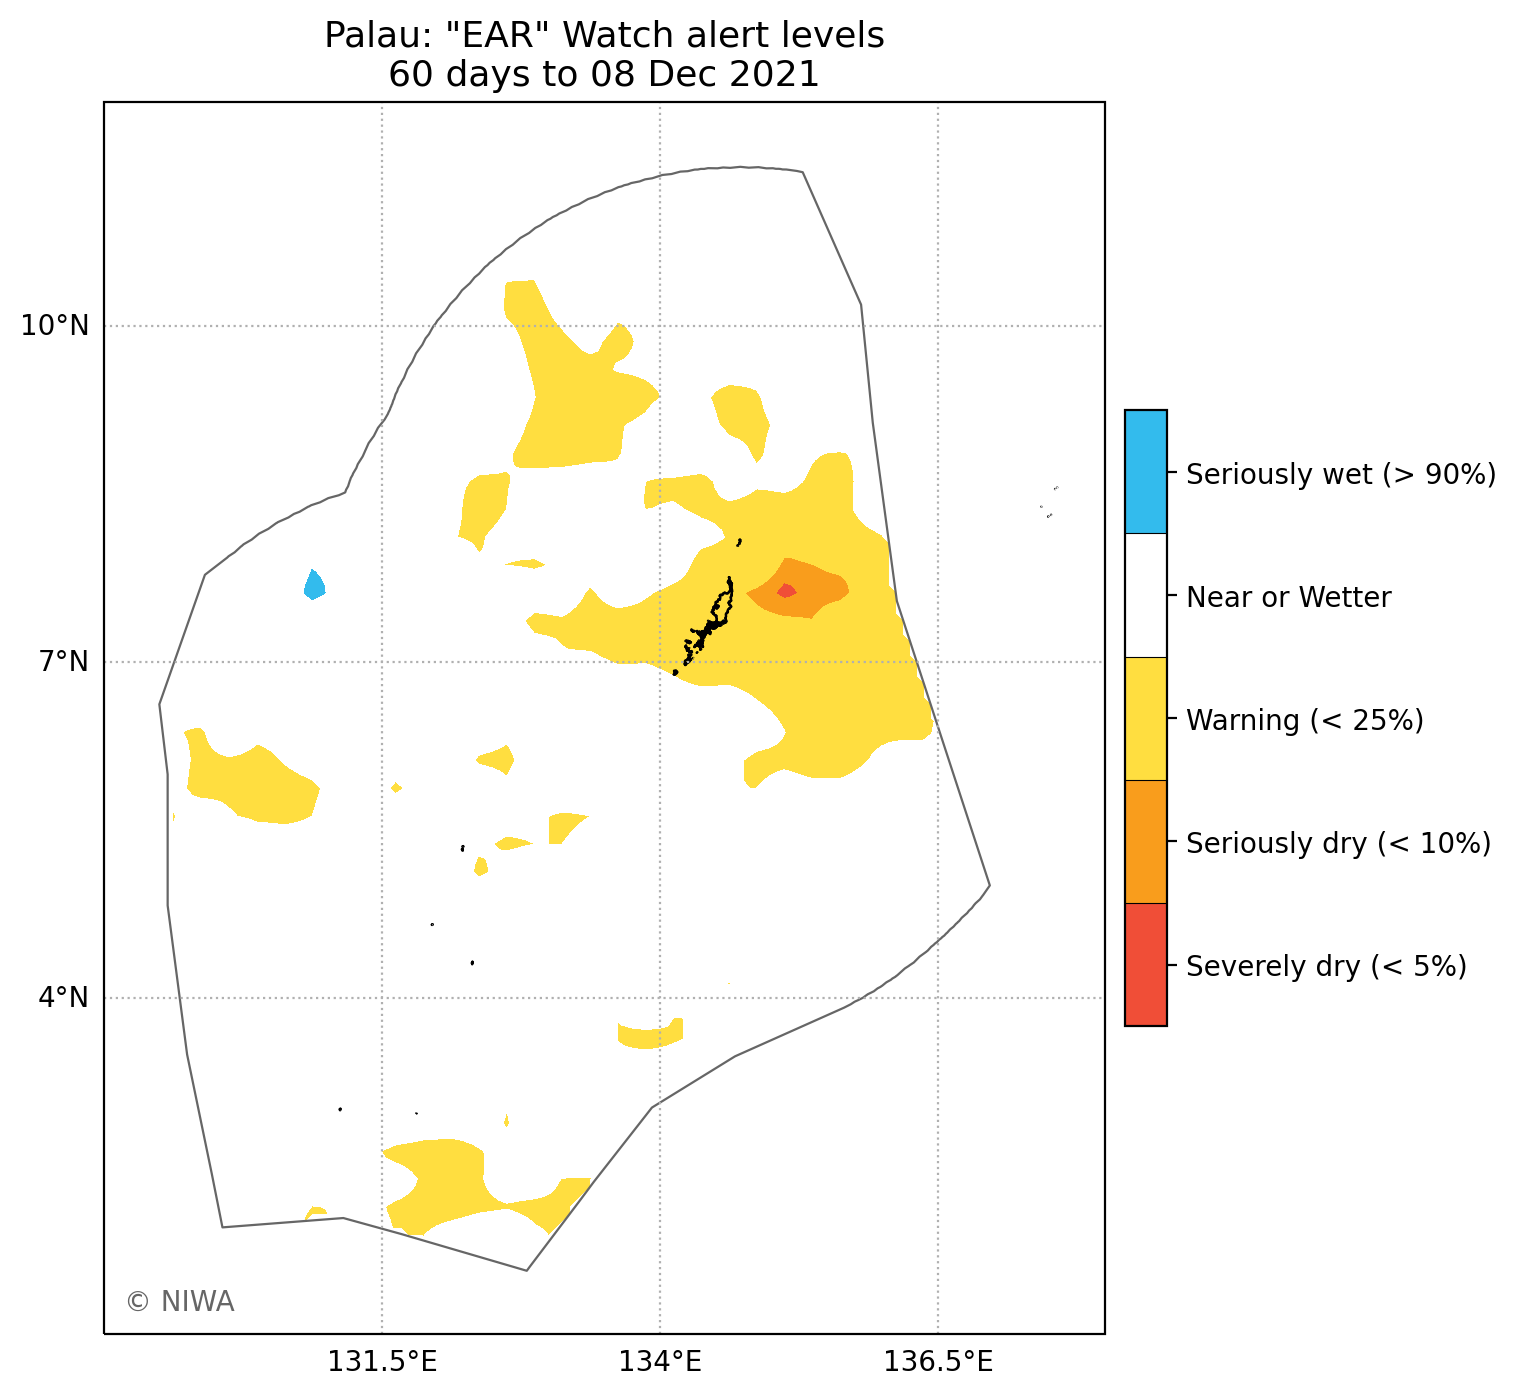 Palau: "EAR" Watch alert levels
60 days to 08 Dec 2021
10°N
7°N
4°N
131.5°E
134°E
136.5°E
Seriously wet (> 90%)
Near or Wetter
Warning (< 25%)
Seriously dry (< 10%)
Severely dry (< 5%)
© NIWA